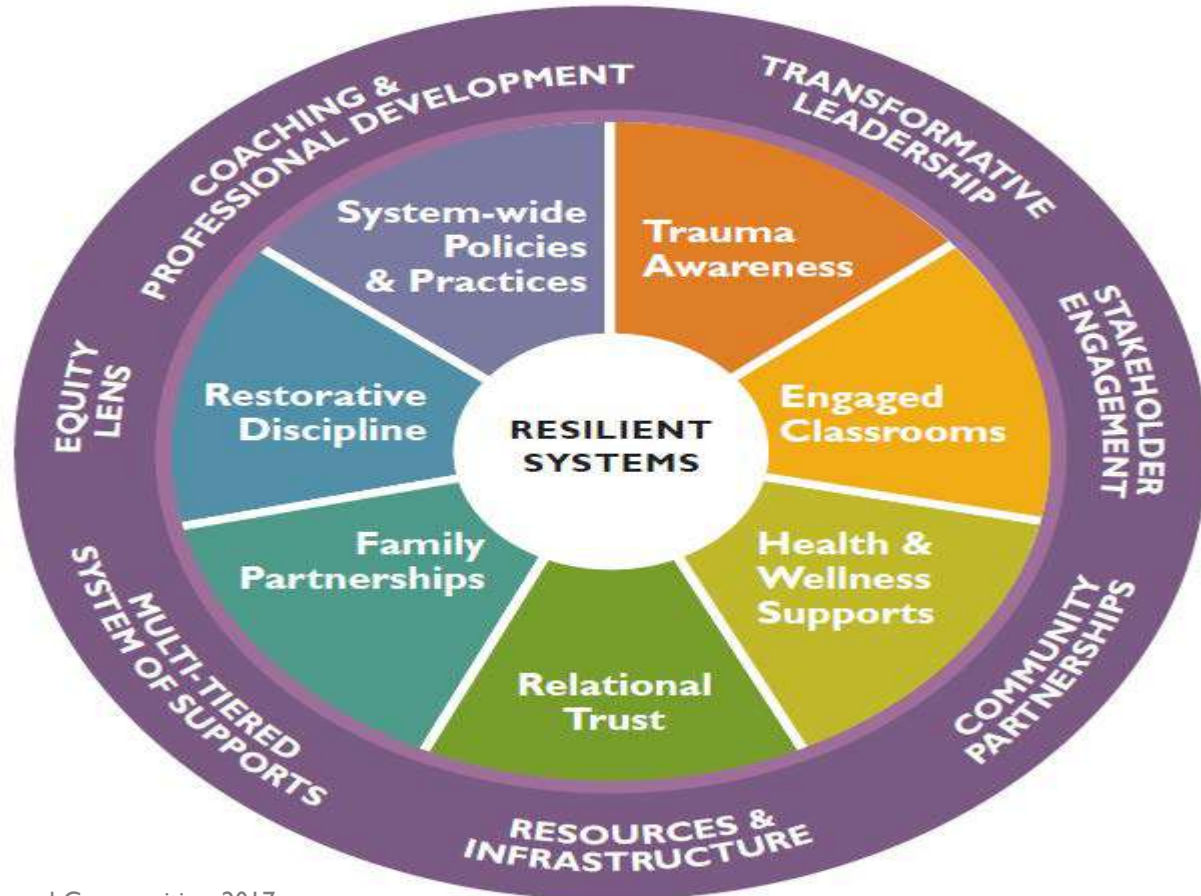 COACHING &
PROFESSIONAL DEVELOPMENT
TRANSFORMATIVE
LEADERSHIP
STAKEHOLDER
ENGAGEMENT
COMMUNITY
PARTNERSHIPS
RESOURCES &
INFRASTRUCTURE
MULTI-TIERED
SYSTEM OF SUPPORTS
EQUITY
LENS
System-wide
Policies
& Practices
Trauma
Awareness
Engaged
Classrooms
Health &
Wellness
Supports
Relational
Trust
Family
Partnerships
Restorative
Discipline
RESILIENT
SYSTEMS
2017